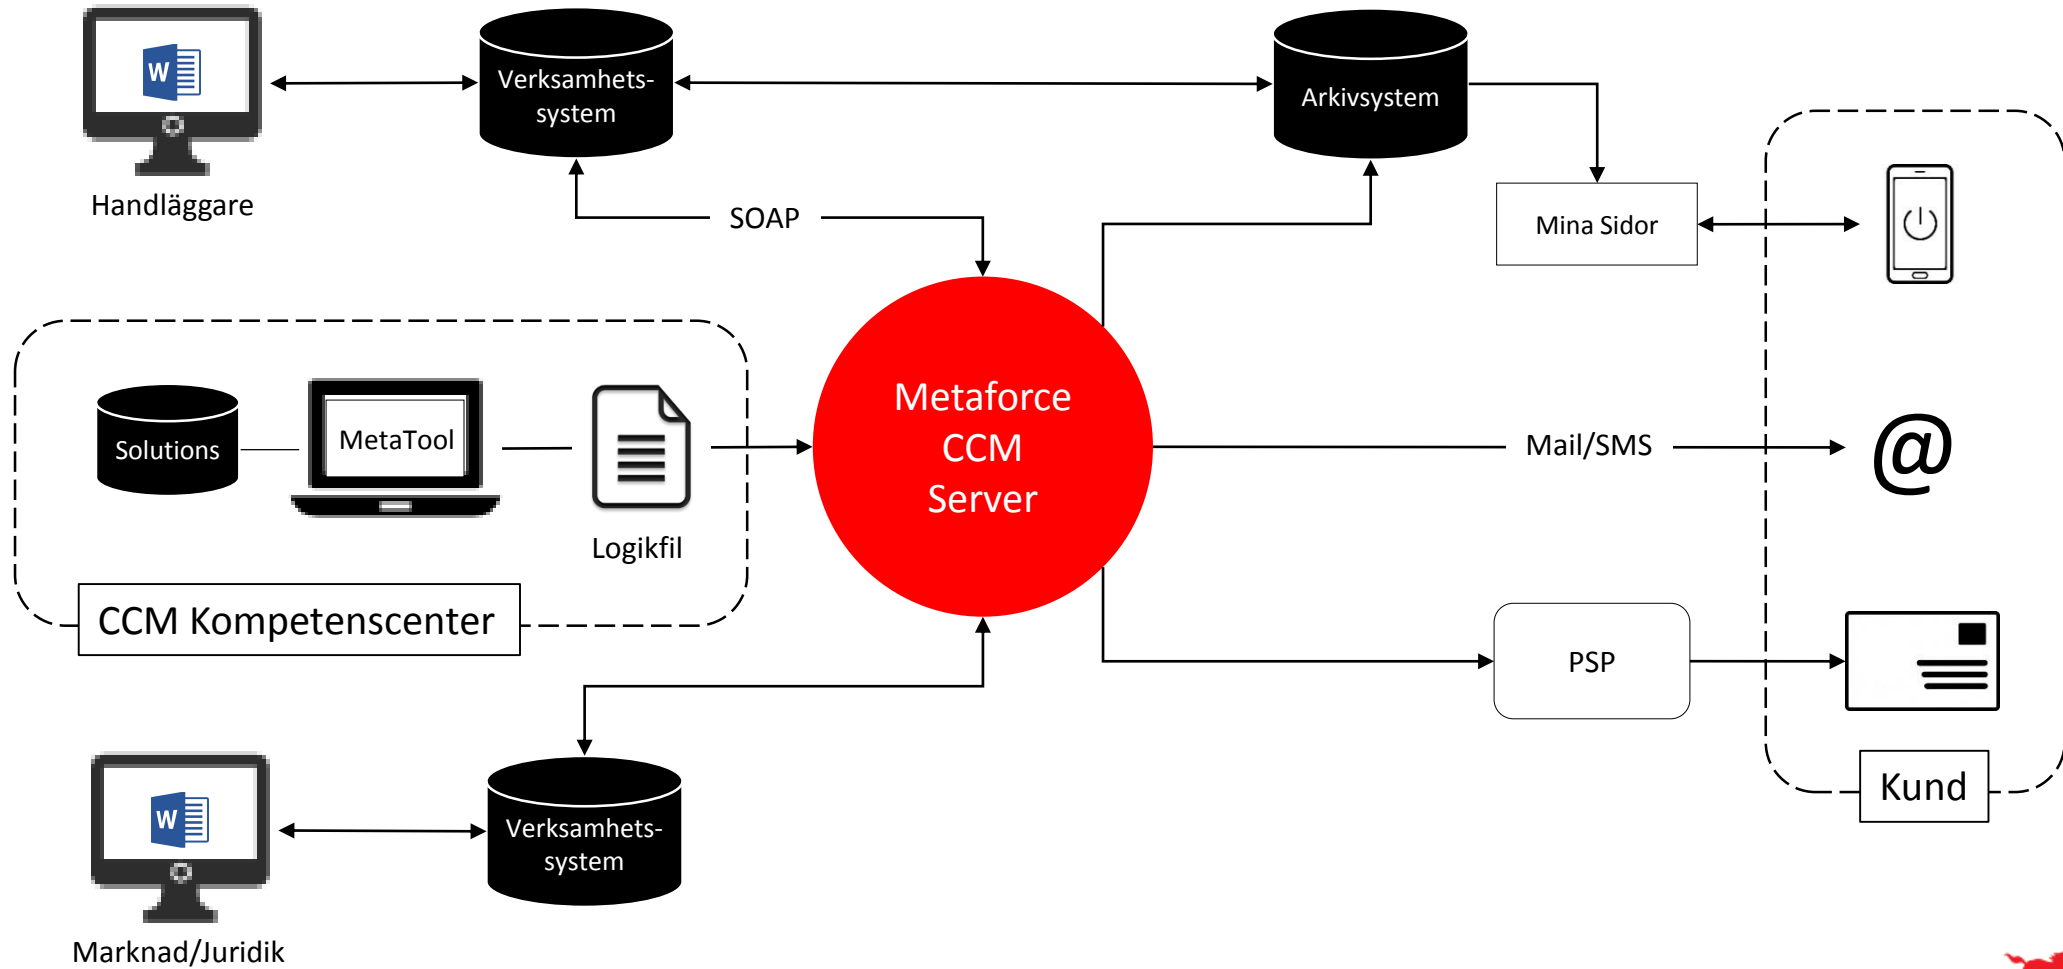 W
Verksamhets-
system
Arkivsystem
Handläggare
SOAP
Mina Sidor
Solutions
MetaTool
Logikfil
Metaforce
CCM
Server
Mail/SMS
@
CCM Kompetenscenter
PSP
Kund
W
Verksamhets-
system
Marknad/Juridik